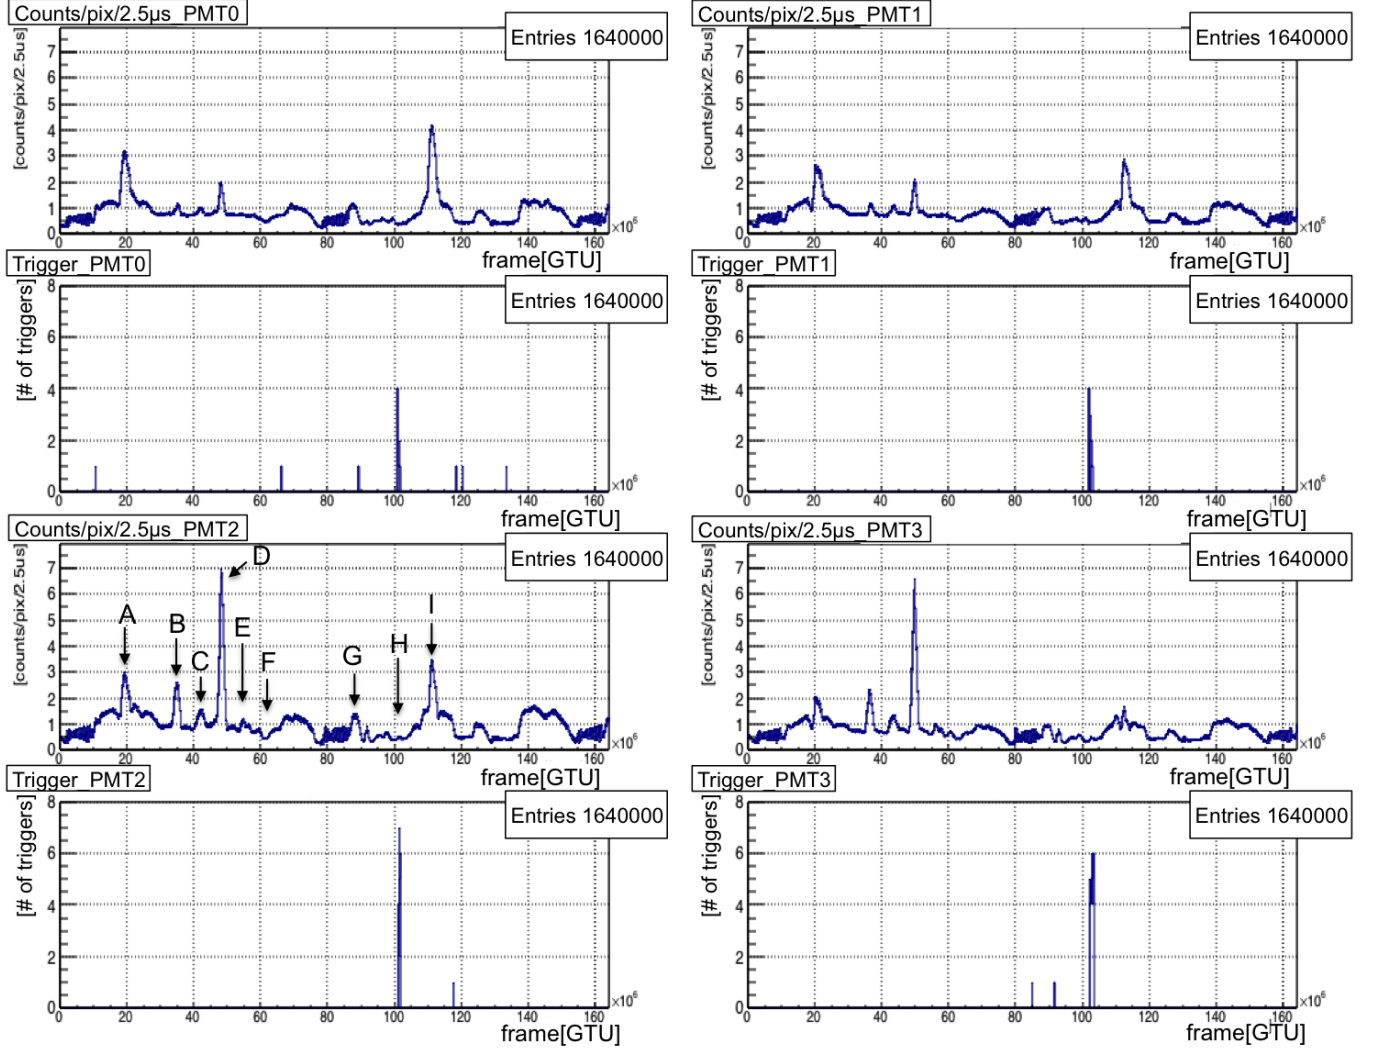 Counts/pix/2.5µs_PMT0
Entries 1640000
[counts/pix/2.5us]
7
6
5
4
3
2
1
0
0 20 40 60 80 100 120 140 160 ×10⁶
frame[GTU]
Counts/pix/2.5µs_PMT1
Entries 1640000
[counts/pix/2.5us]
7
6
5
4
3
2
1
0
0 20 40 60 80 100 120 140 160 ×10⁶
frame[GTU]
Trigger_PMT0
Entries 1640000
[# of triggers]
8
6
4
2
0
0 20 40 60 80 100 120 140 160 ×10⁶
frame[GTU]
Trigger_PMT1
Entries 1640000
[# of triggers]
8
6
4
2
0
0 20 40 60 80 100 120 140 160 ×10⁶
frame[GTU]
Counts/pix/2.5µs_PMT2
Entries 1640000
[counts/pix/2.5us]
7
6
5
4
3
2
1
0
A B C D E F G H I
0 20 40 60 80 100 120 140 160 ×10⁶
frame[GTU]
Counts/pix/2.5µs_PMT3
Entries 1640000
[counts/pix/2.5us]
7
6
5
4
3
2
1
0
0 20 40 60 80 100 120 140 160 ×10⁶
frame[GTU]
Trigger_PMT2
Entries 1640000
[# of triggers]
8
6
4
2
0
0 20 40 60 80 100 120 140 160 ×10⁶
frame[GTU]
Trigger_PMT3
Entries 1640000
[# of triggers]
8
6
4
2
0
0 20 40 60 80 100 120 140 160 ×10⁶
frame[GTU]